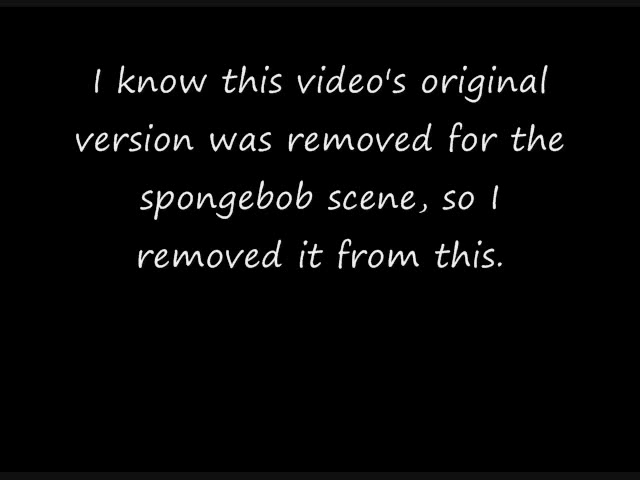 I know this video's original
version was removed for the
spongebob scene, so I
removed it from this.